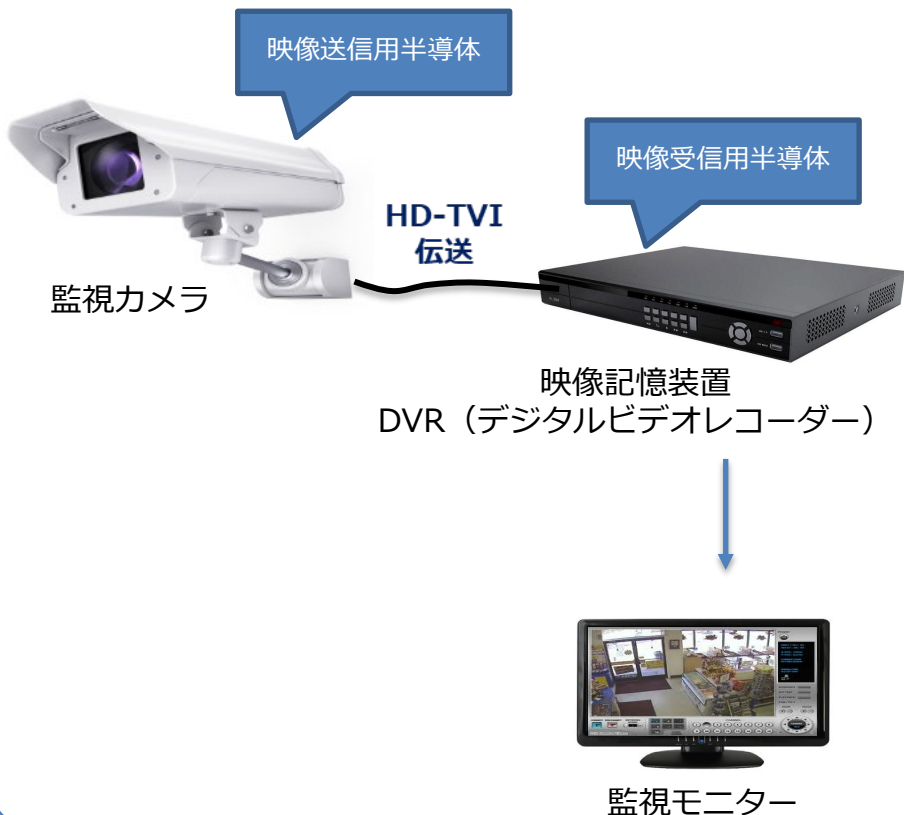 映像送信用半導体
映像受信用半導体
HD-TVI
伝送
監視カメラ
映像記憶装置
DVR（デジタルビデオレコーダー）
監視モニター